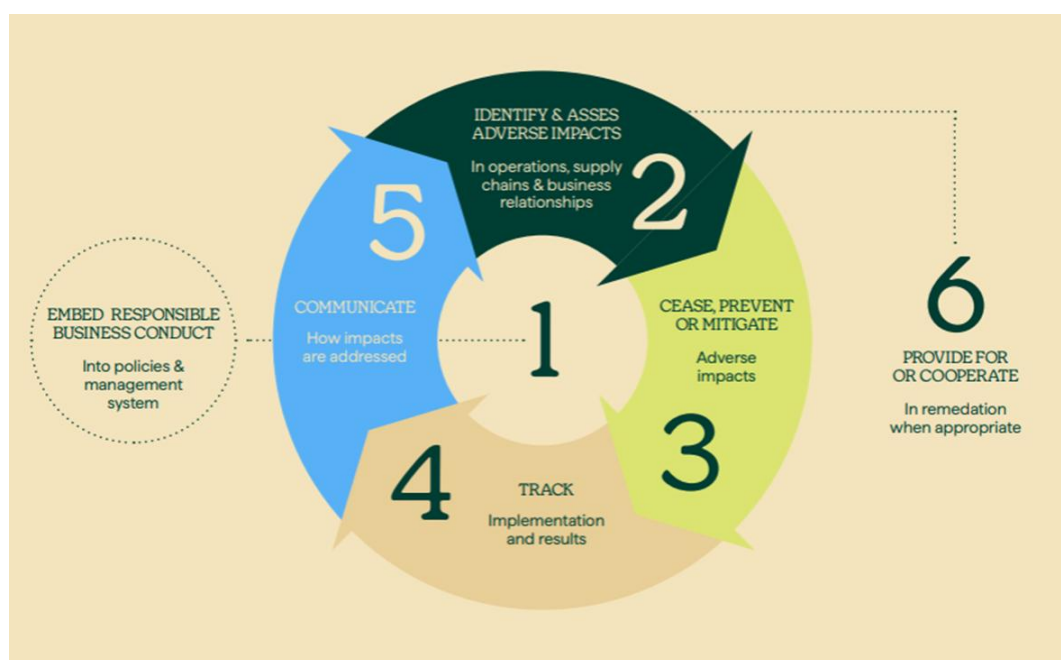 1
EMBED RESPONSIBLE
BUSINESS CONDUCT
Into policies &
management
system
2
IDENTIFY & ASSES
ADVERSE IMPACTS
In operations, supply
chains & business
relationships
3
CEASE, PREVENT
OR MITIGATE
Adverse
impacts
4
TRACK
Implementation
and results
5
COMMUNICATE
How impacts
are addressed
6
PROVIDE FOR
OR COOPERATE
In remedation
when appropriate